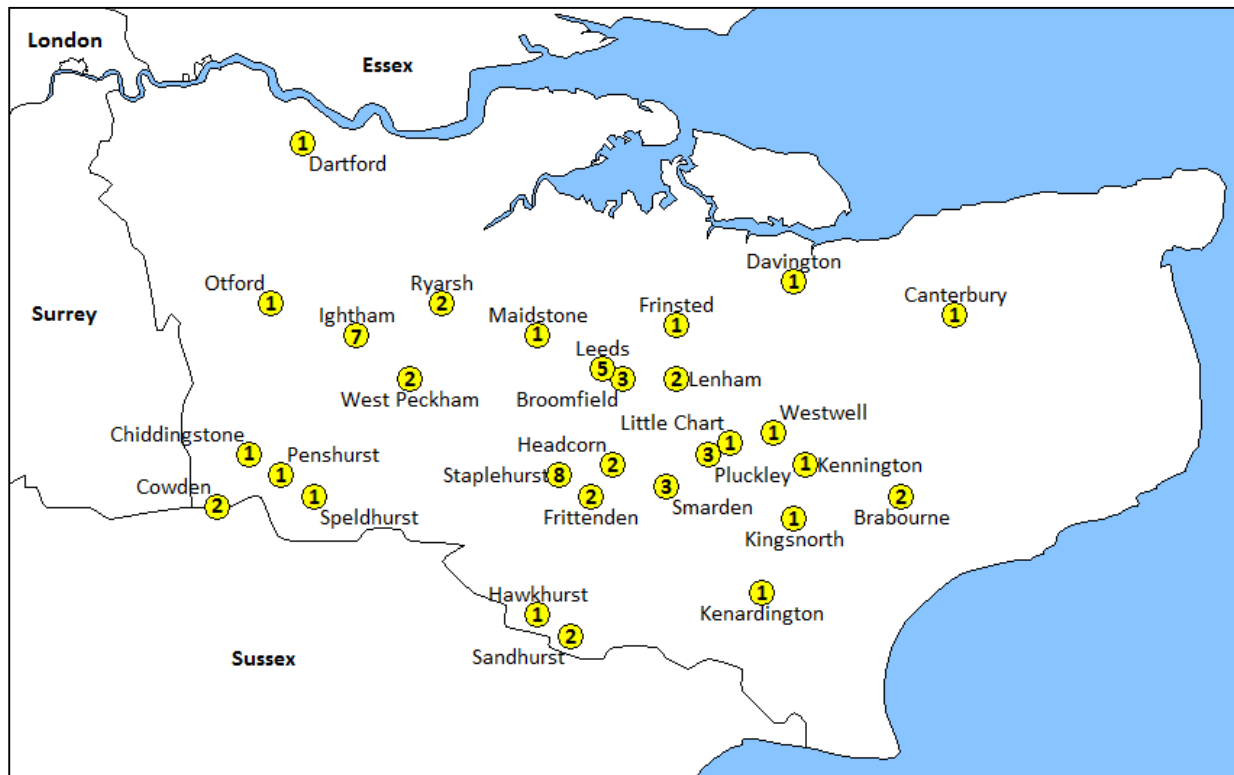 London
Essex
1
Dartford
Davington
1
Otford
1
Ryarsh
2
Canterbury
1
Surrey
Ightham
7
Maidstone
1
Frinsted
1
Leeds
5
West Peckham
2
Broomfield
3
2
Lenham
Little Chart
1
Westwell
1
Chiddingstone
1
Penshurst
1
Headcorn
2
3
Pluckley
1
Kennington
Staplehurst
8
Cowden
2
1
Speldhurst
2
Frittenden
3
Smarden
2
Brabourne
1
Kingsnorth
Hawkhurst
1
1
Kenardington
2
Sandhurst
Sussex